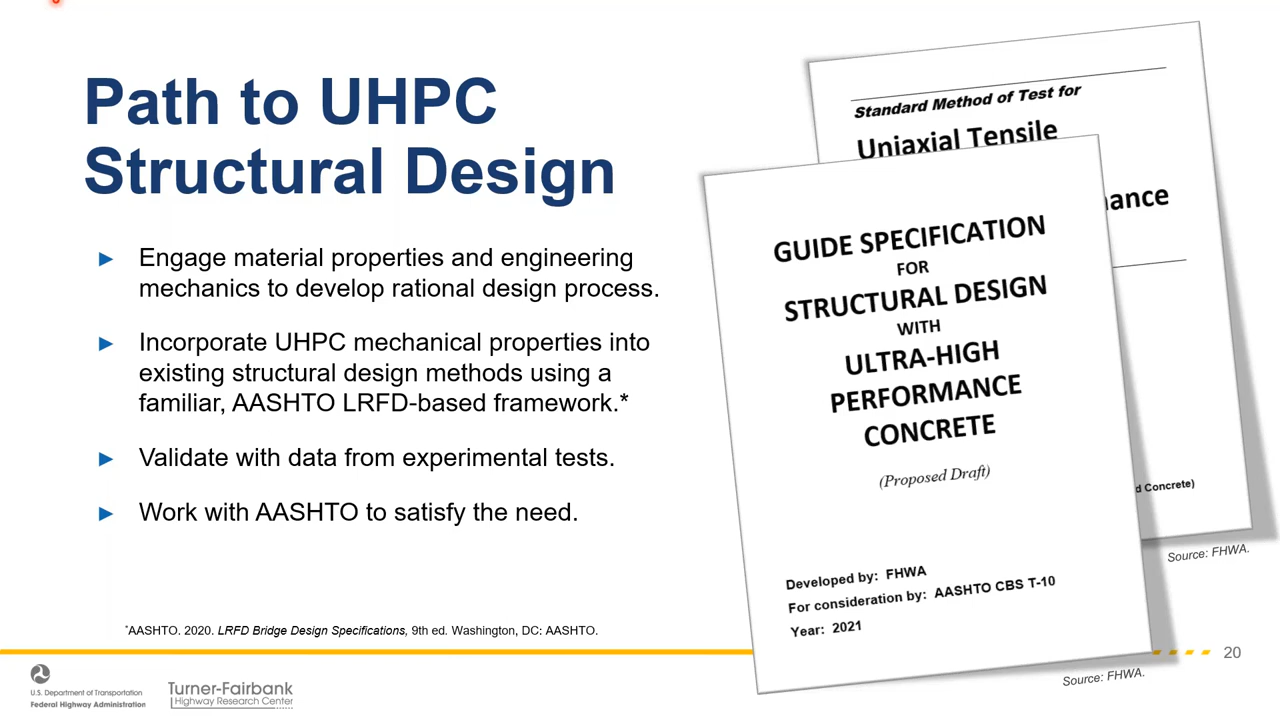 Path to UHPC
Structural Design
► Engage material properties and engineering
mechanics to develop rational design process.
► Incorporate UHPC mechanical properties into
existing structural design methods using a
familiar, AASHTO LRFD-based framework.*
► Validate with data from experimental tests.
► Work with AASHTO to satisfy the need.
*AASHTO. 2020. LRFD Bridge Design Specifications, 9th ed. Washington, DC: AASHTO.
Standard Method of Test for
Uniaxial Tensile
mance
d Concrete)
Source: FHWA.
GUIDE SPECIFICATION
FOR
STRUCTURAL DESIGN
WITH
ULTRA-HIGH
PERFORMANCE
CONCRETE
(Proposed Draft)
Developed by: FHWA
For consideration by: AASHTO CBS T-10
Year: 2021
Source: FHWA.
20
U.S. Department of Transportation
Federal Highway Administration
Turner-Fairbank
Highway Research Center